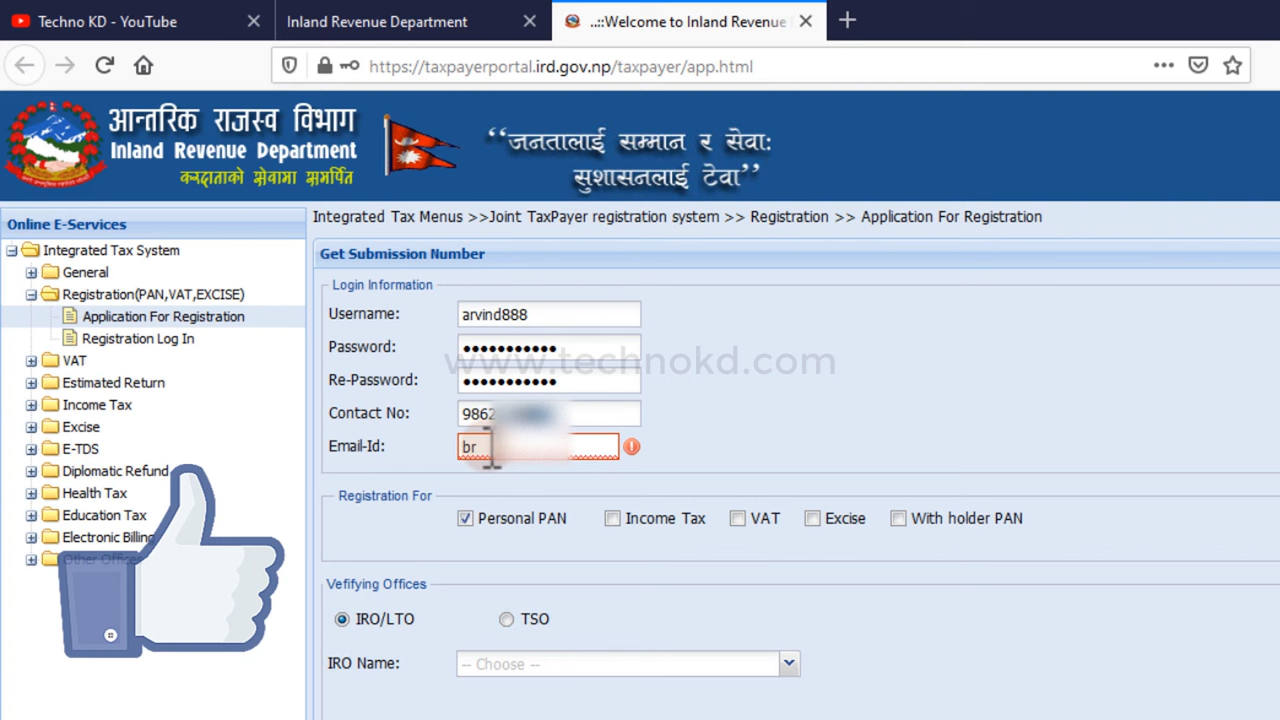 Techno KD - YouTube
Inland Revenue Department
..::Welcome to Inland Revenue
https://taxpayerportal.ird.gov.np/taxpayer/app.html
आन्तरिक राजस्व विभाग
Inland Revenue Department
करदाताको सेवामा समर्पित
“जनतालाई सम्मान र सेवा:
सुशासनलाई टेवा”
Online E-Services
Integrated Tax System
General
Registration(PAN,VAT,EXCISE)
Application For Registration
Registration Log In
VAT
Estimated Return
Income Tax
Excise
E-TDS
Diplomatic Refund
Health Tax
Education Tax
Electronic Billing
Other Offices
Integrated Tax Menus >>Joint TaxPayer registration system >> Registration >> Application For Registration
Get Submission Number
Login Information
Username: arvind888
Password: •••••••••••
Re-Password: •••••••••••
Contact No: 9862
Email-Id: br
www.technokd.com
Registration For
Personal PAN Income Tax VAT Excise With holder PAN
Vefifying Offices
IRO/LTO TSO
IRO Name: -- Choose --